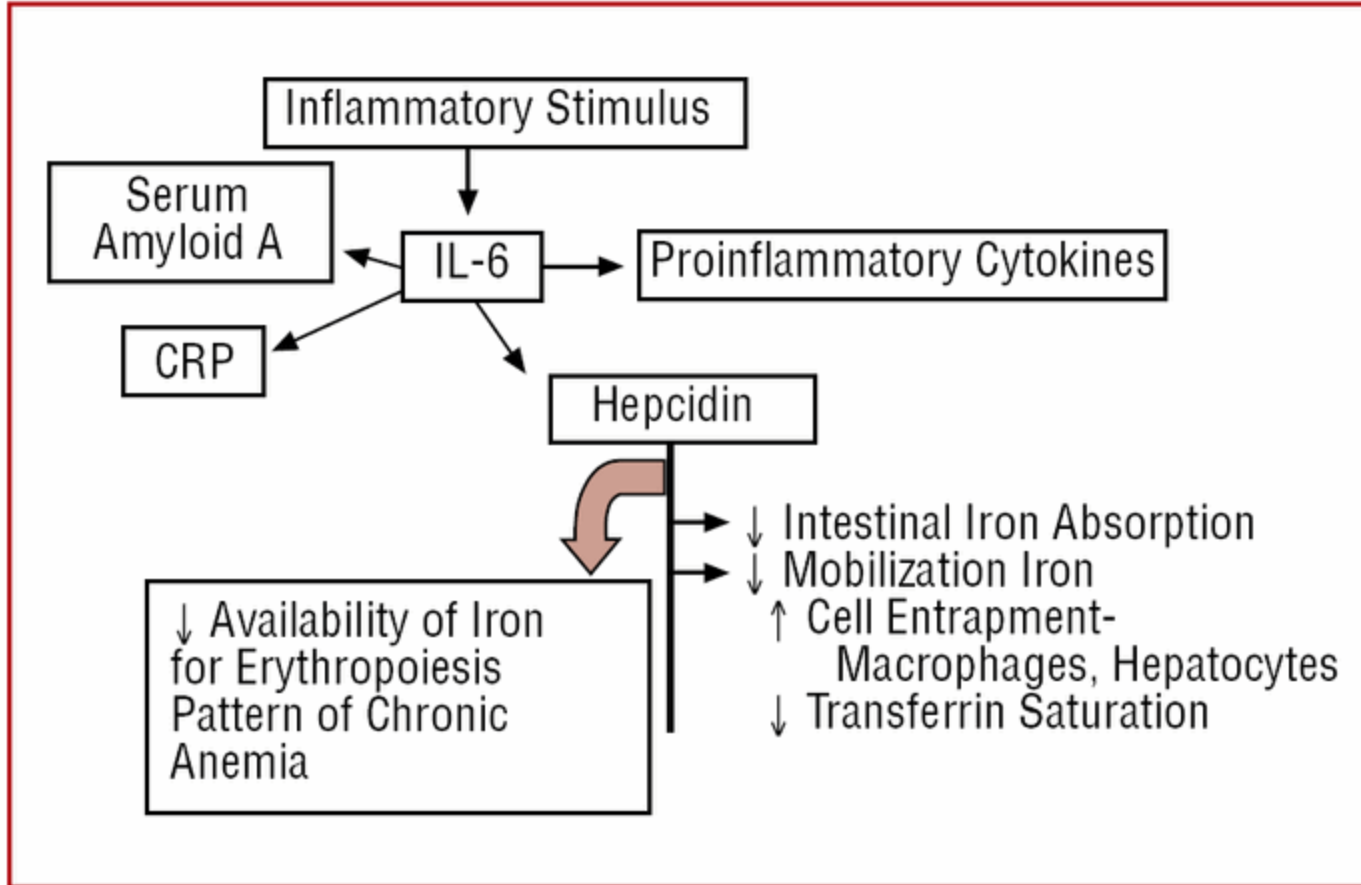 Inflammatory Stimulus
Serum
Amyloid A
IL-6
Proinflammatory Cytokines
CRP
Hepcidin
↓ Intestinal Iron Absorption
↓ Mobilization Iron
↑ Cell Entrapment-
Macrophages, Hepatocytes
↓ Transferrin Saturation
↓ Availability of Iron
for Erythropoiesis
Pattern of Chronic
Anemia